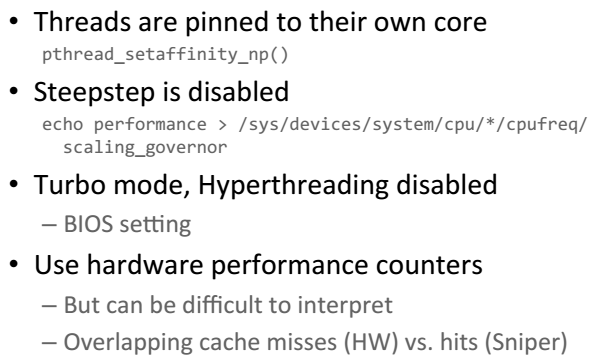 • Threads are pinned to their own core
pthread_setaffinity_np()
• Steepstep is disabled
echo performance > /sys/devices/system/cpu/*/cpufreq/
scaling_governor
• Turbo mode, Hyperthreading disabled
– BIOS setting
• Use hardware performance counters
– But can be difficult to interpret
– Overlapping cache misses (HW) vs. hits (Sniper)